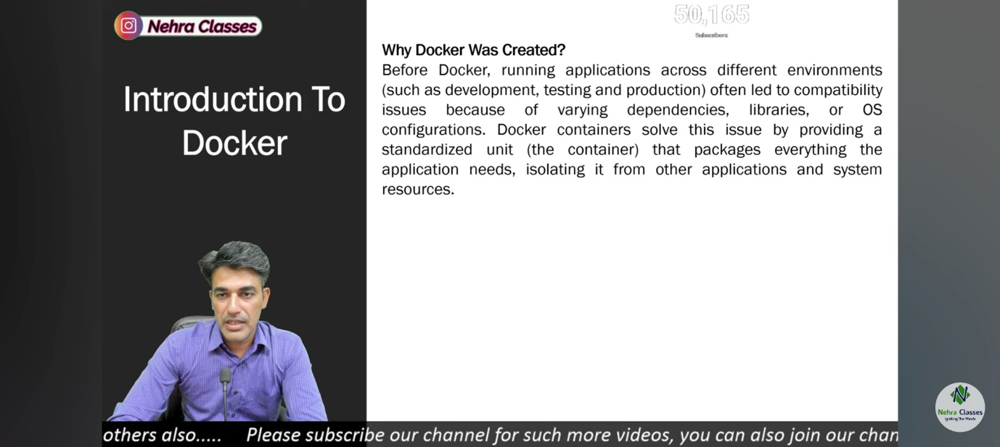 Nehra Classes
50,165
Subscribers
Introduction To
Docker
Why Docker Was Created?
Before Docker, running applications across different environments
(such as development, testing and production) often led to compatibility
issues because of varying dependencies, libraries, or OS
configurations. Docker containers solve this issue by providing a
standardized unit (the container) that packages everything the
application needs, isolating it from other applications and system
resources.
N
Nehra Classes
Igniting The Minds
others also..... Please subscribe our channel for such more videos, you can also join our chan